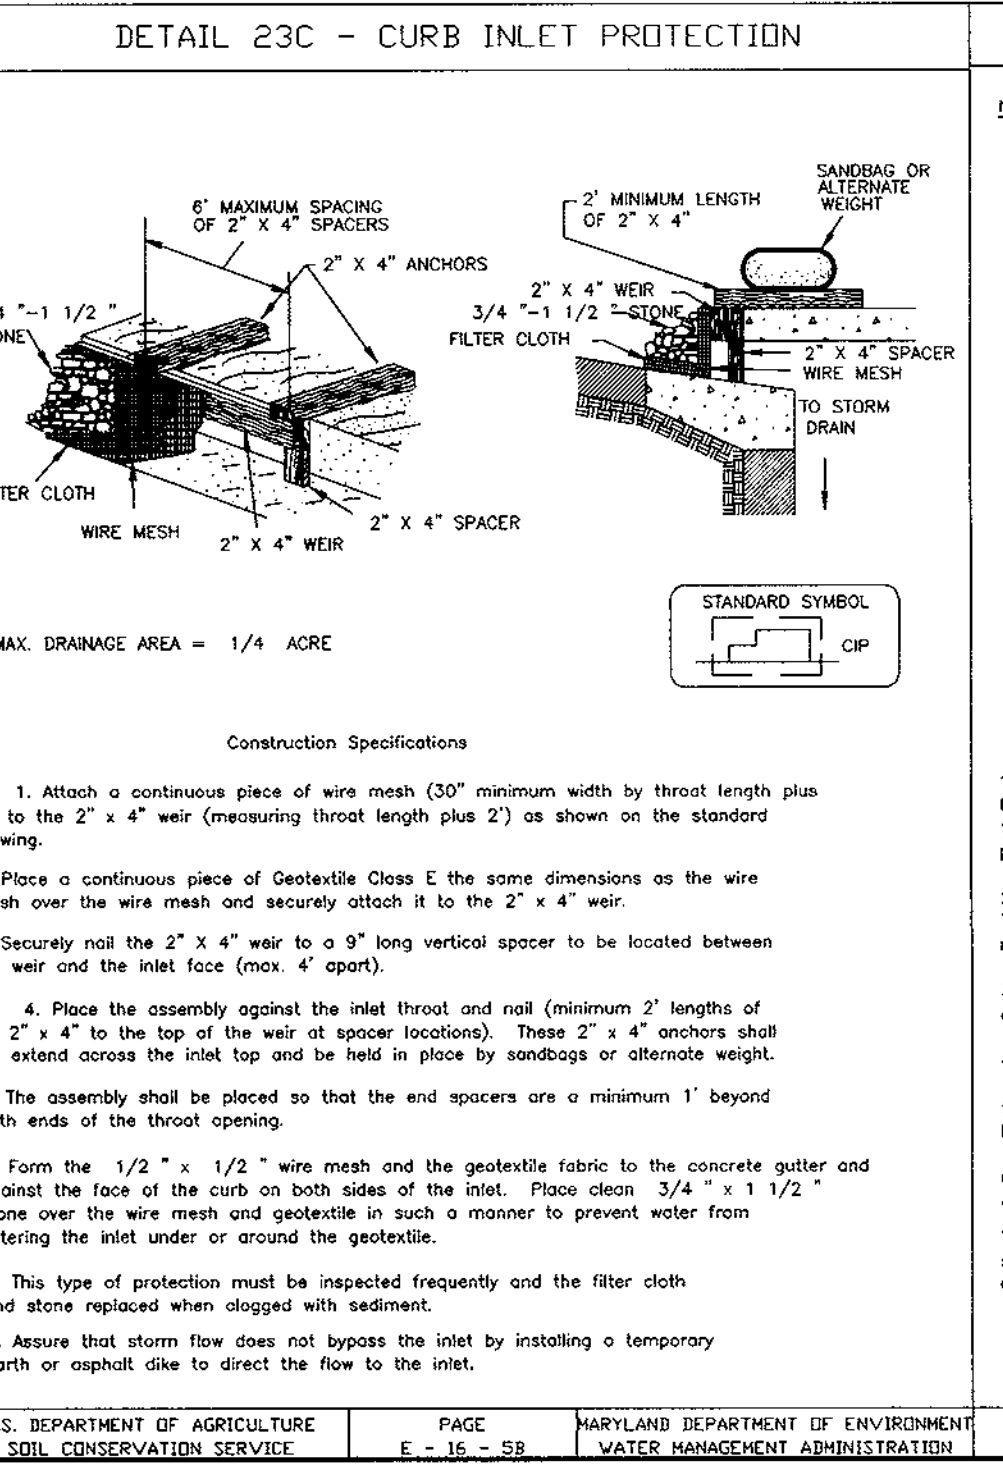 DETAIL 23C - CURB INLET PROTECTION
6' MAXIMUM SPACING
OF 2" X 4" SPACERS
2" X 4" ANCHORS
"-1 1/2 "
TER CLOTH
WIRE MESH
2" X 4" WEIR
2" X 4" SPACER
2' MINIMUM LENGTH
OF 2" X 4"
SANDBAG OR
ALTERNATE
WEIGHT
2" X 4" WEIR
3/4 "-1 1/2 "STONE
FILTER CLOTH
2" X 4" SPACER
WIRE MESH
TO STORM
DRAIN
STANDARD SYMBOL
CIP
MAX. DRAINAGE AREA = 1/4 ACRE
Construction Specifications
1. Attach a continuous piece of wire mesh (30" minimum width by throat length plus
to the 2" x 4" weir (measuring throat length plus 2') as shown on the standard
wing.
Place a continuous piece of Geotextile Class E the same dimensions as the wire
sh over the wire mesh and securely attach it to the 2" x 4" weir.
Securely nail the 2" X 4" weir to a 9" long vertical spacer to be located between
weir and the inlet face (max. 4' apart).
4. Place the assembly against the inlet throat and nail (minimum 2' lengths of
2" x 4" to the top of the weir at spacer locations). These 2" x 4" anchors shall
extend across the inlet top and be held in place by sandbags or alternate weight.
The assembly shall be placed so that the end spacers are a minimum 1' beyond
th ends of the throat opening.
Form the 1/2 " x 1/2 " wire mesh and the geotextile fabric to the concrete gutter and
ainst the face of the curb on both sides of the inlet. Place clean 3/4 " x 1 1/2 "
one over the wire mesh and geotextile in such a manner to prevent water from
tering the inlet under or around the geotextile.
This type of protection must be inspected frequently and the filter cloth
nd stone replaced when clogged with sediment.
. Assure that storm flow does not bypass the inlet by installing a temporary
arth or asphalt dike to direct the flow to the inlet.
S. DEPARTMENT OF AGRICULTURE
SOIL CONSERVATION SERVICE
PAGE
E - 16 - 5B
MARYLAND DEPARTMENT OF ENVIRONMENT
WATER MANAGEMENT ADMINISTRATION